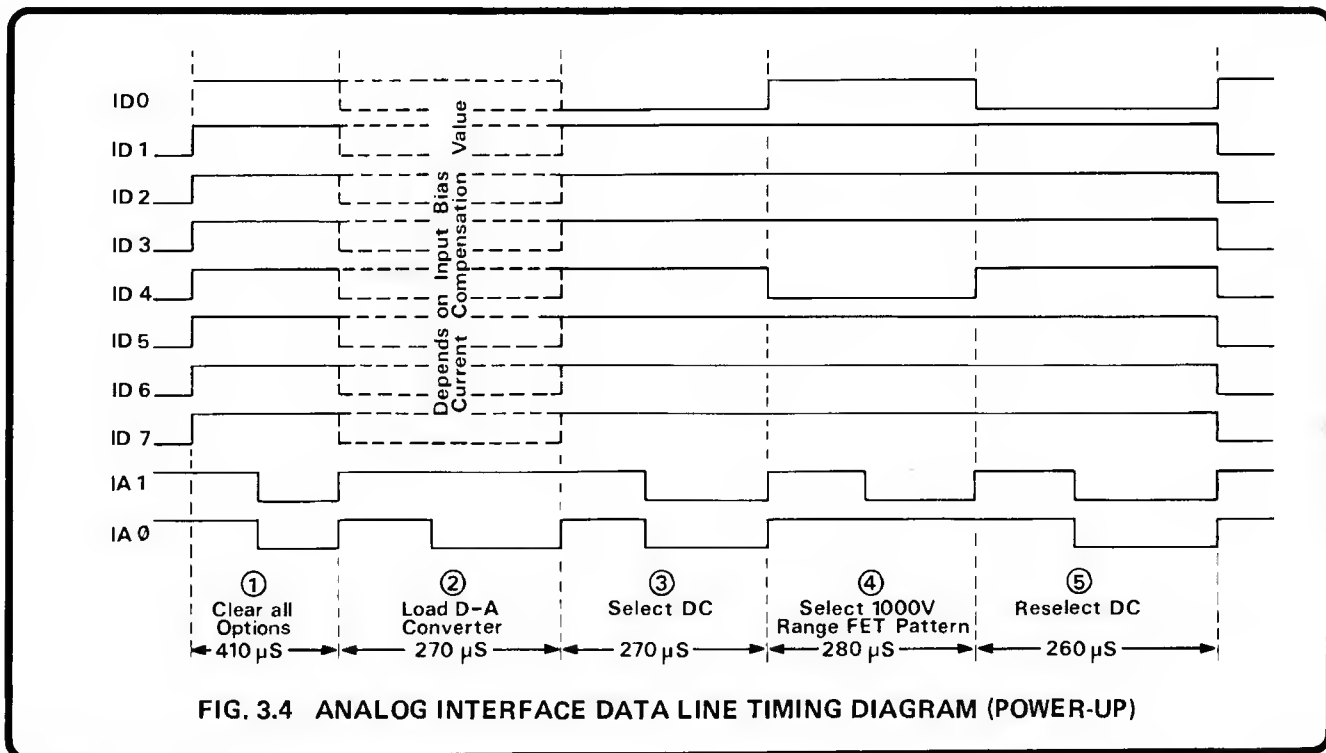 ID0
ID 1
ID 2
ID 3
ID 4
ID 5
ID 6
ID 7
IA 1
IA Ø
Depends on Input Bias
Current Compensation Value
① ② ③ ④ ⑤
Clear all Load D-A Select DC Select 1000V Reselect DC
Options Converter Range FET Pattern
410 µS 270 µS 270 µS 280 µS 260 µS
FIG. 3.4 ANALOG INTERFACE DATA LINE TIMING DIAGRAM (POWER-UP)